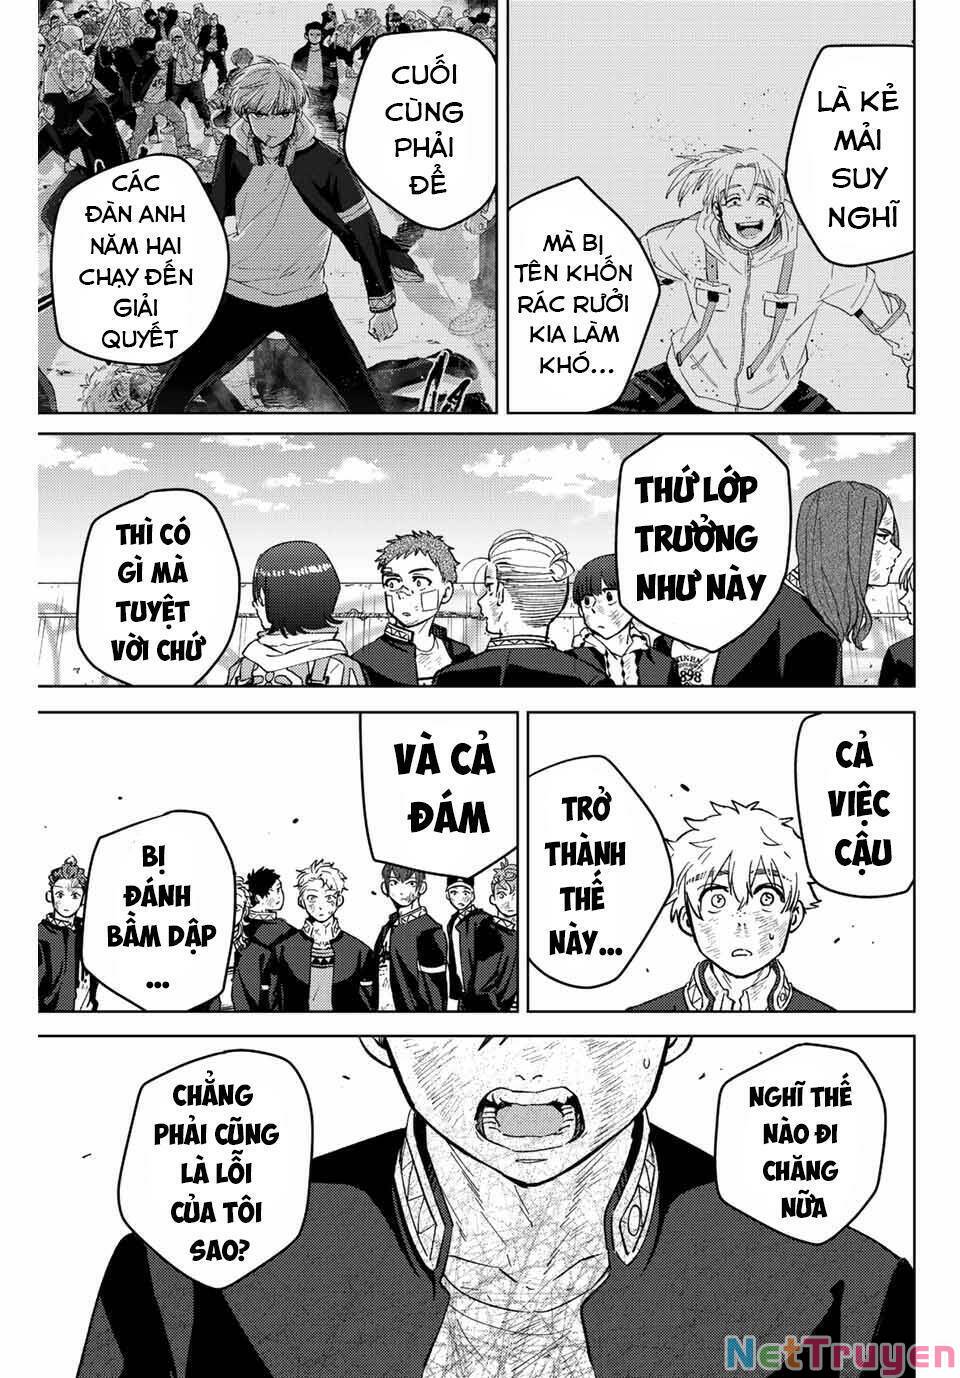 LÀ KẺ
MẢI
SUY
NGHĨ
MÀ BỊ
TÊN KHỐN
RÁC RƯỞI
KIA LÀM
KHÓ...
CUỐI
CÙNG
PHẢI
ĐỂ
CÁC
ĐÀN ANH
NĂM HAI
CHẠY ĐẾN
GIẢI
QUYẾT
THỨ LỚP
TRƯỞNG
NHƯ NÀY
THÌ CÓ
GÌ MÀ
TUYỆT
VỜI CHỨ
898
CẢ
VIỆC
CẬU
TRỞ
THÀNH
THẾ
NÀY...
VÀ CẢ
ĐÁM
BỊ
ĐÁNH
BẦM DẬP
...
NGHĨ THẾ
NÀO ĐI
CHĂNG
NỮA
CHẲNG
PHẢI CŨNG
LÀ LỖI
CỦA TÔI
SAO?
NetTruyen